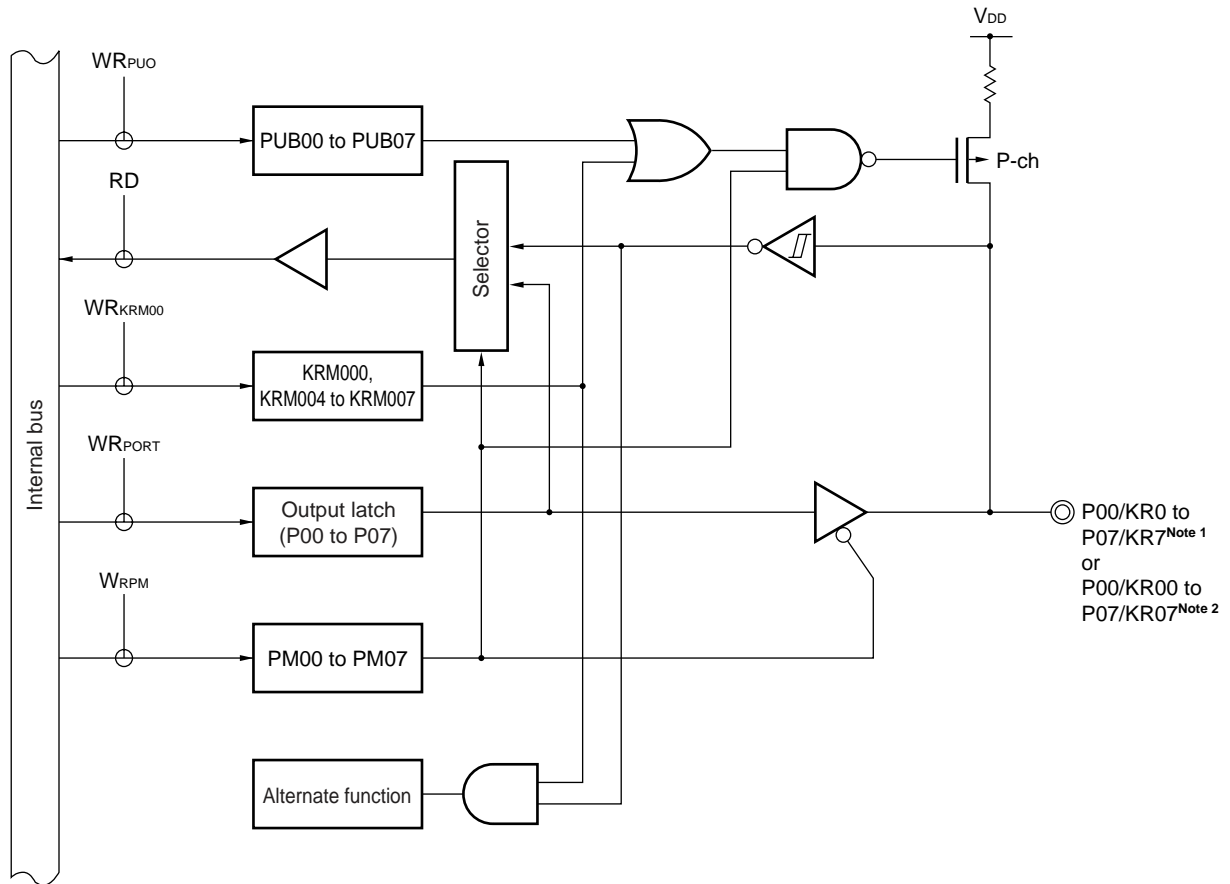 VDD
WRPUO
PUB00 to PUB07
P-ch
RD
Selector
WRKRM00
KRM000,
KRM004 to KRM007
Internal bus
WRPORT
Output latch
(P00 to P07)
P00/KR0 to
P07/KR7Note 1
or
P00/KR00 to
P07/KR07Note 2
WRPM
PM00 to PM07
Alternate function